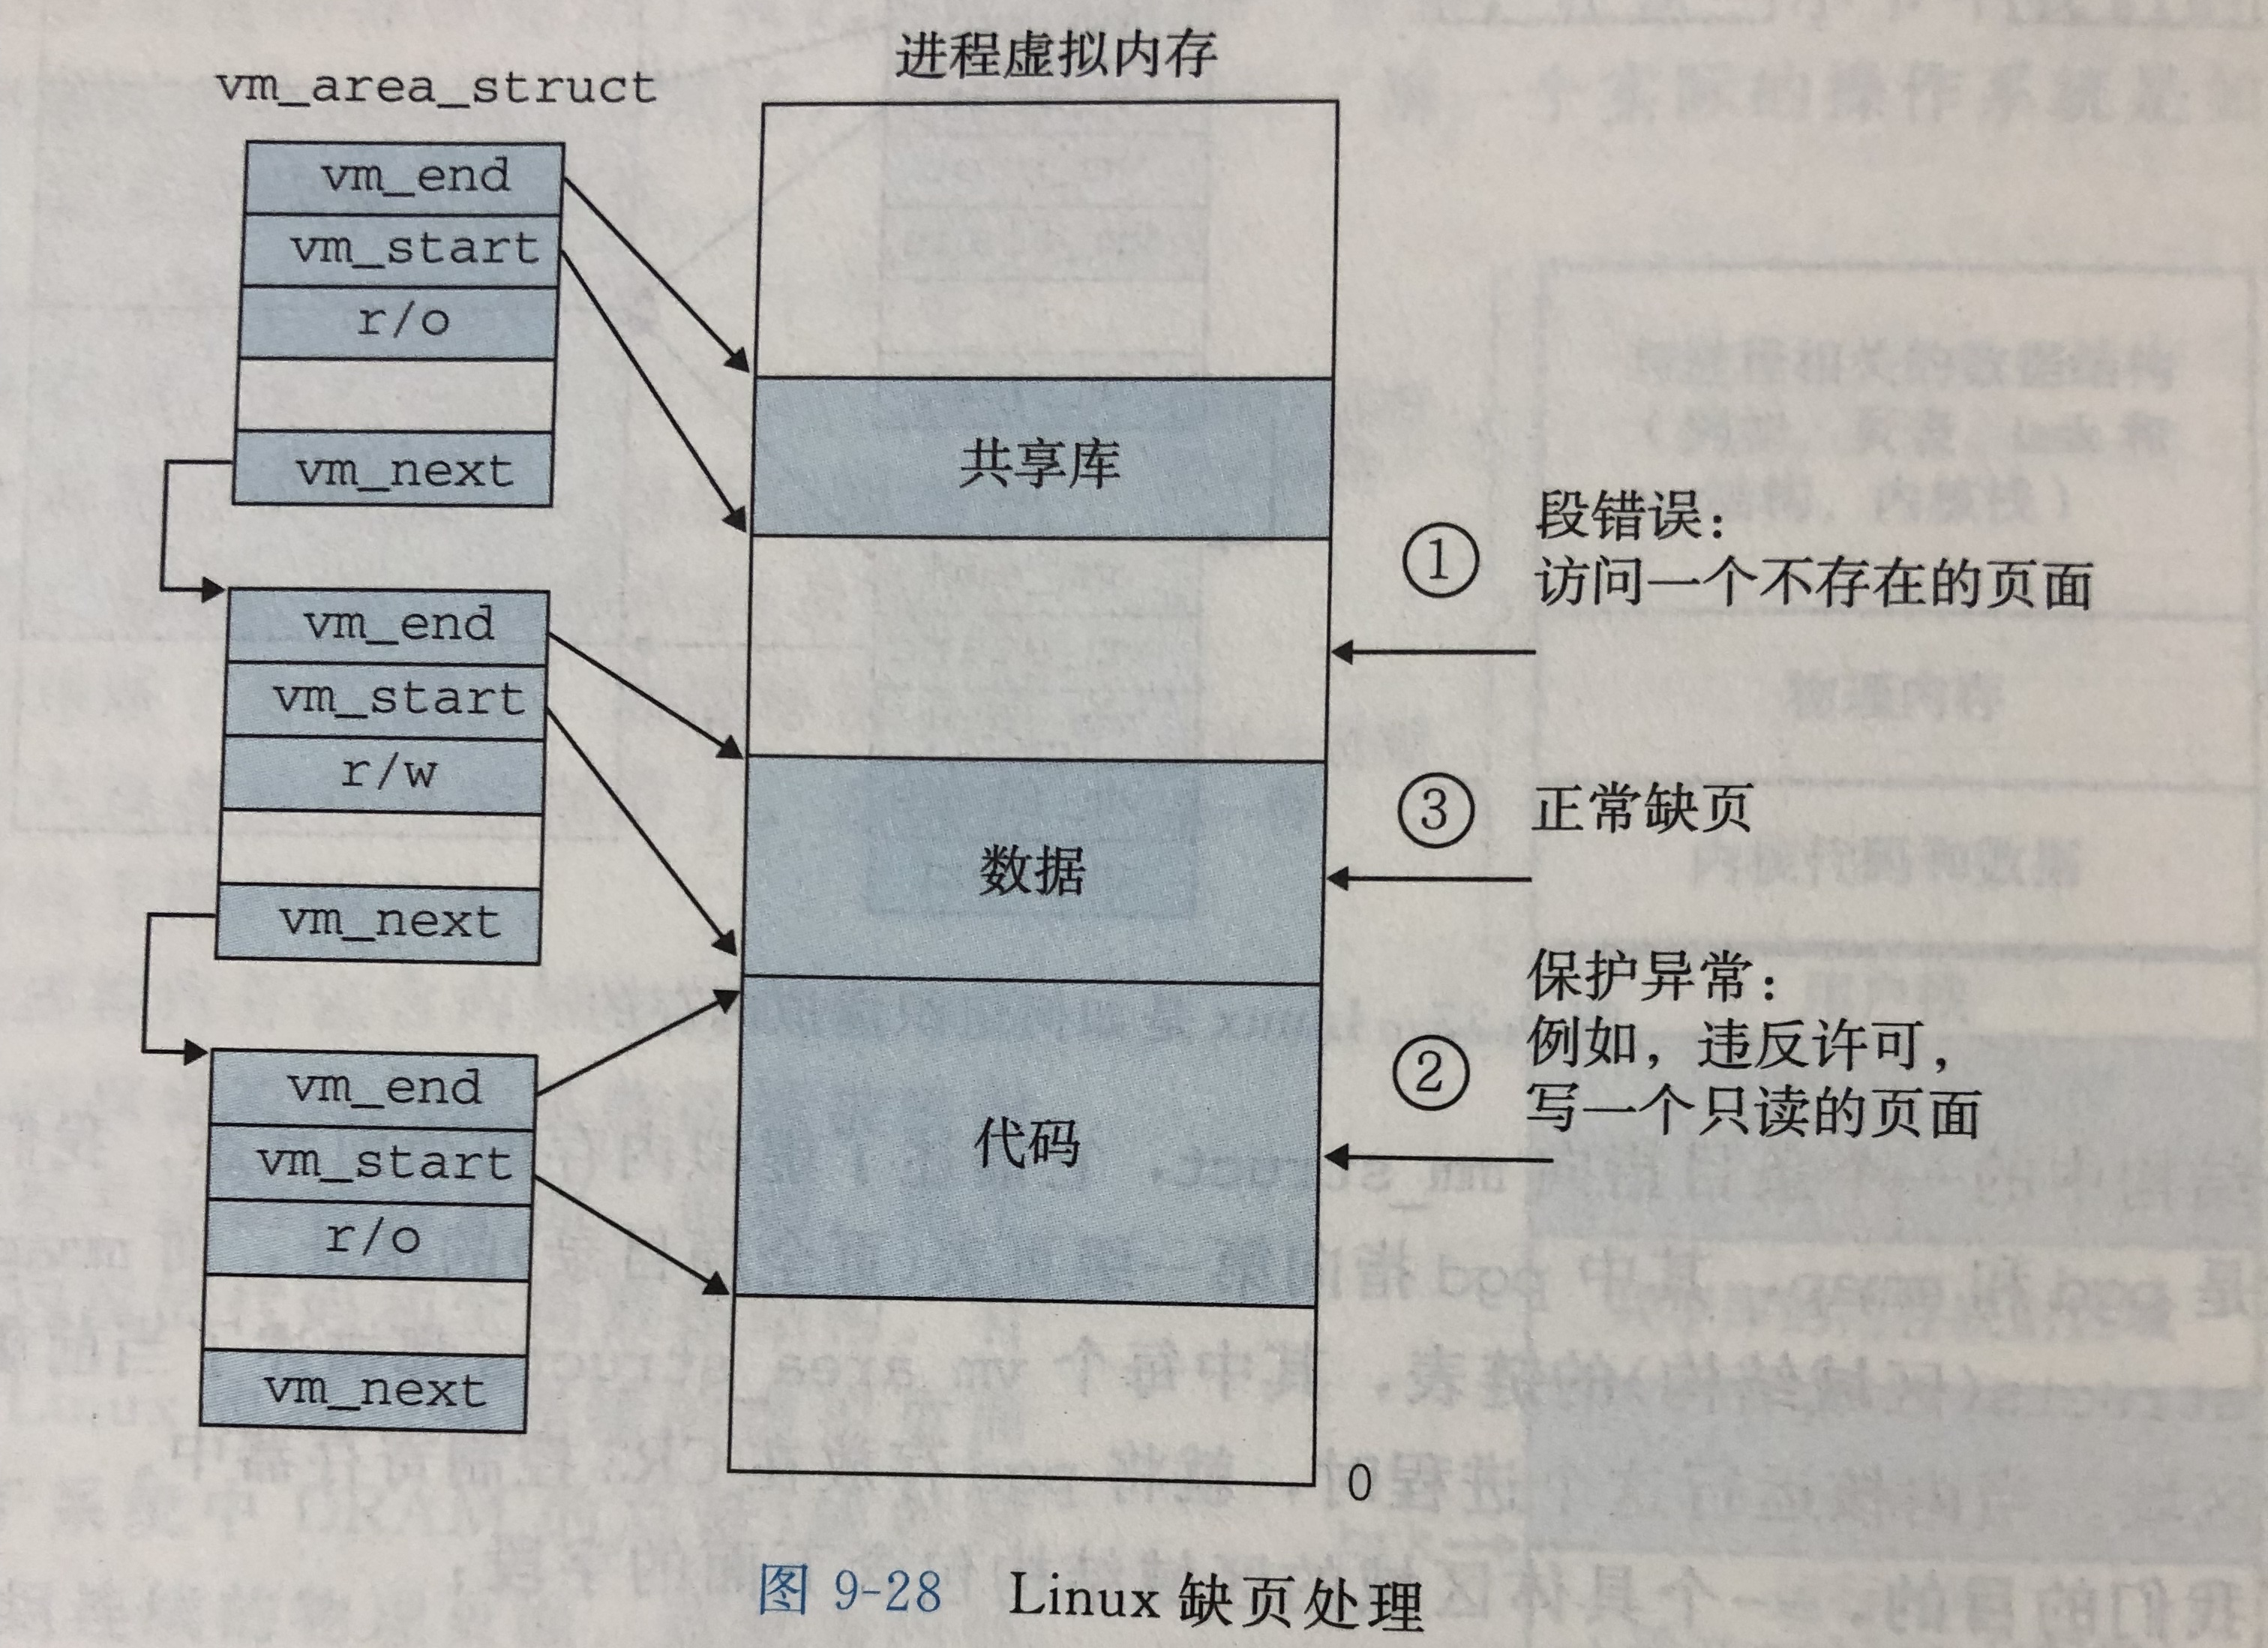 进程虚拟内存
vm_area_struct
vm_end
vm_start
r/o
vm_next
共享库
① 段错误：
访问一个不存在的页面
vm_end
vm_start
r/w
vm_next
数据
③ 正常缺页
vm_end
vm_start
r/o
vm_next
代码
② 保护异常：
例如，违反许可，
写一个只读的页面
0
图 9-28 Linux 缺页处理